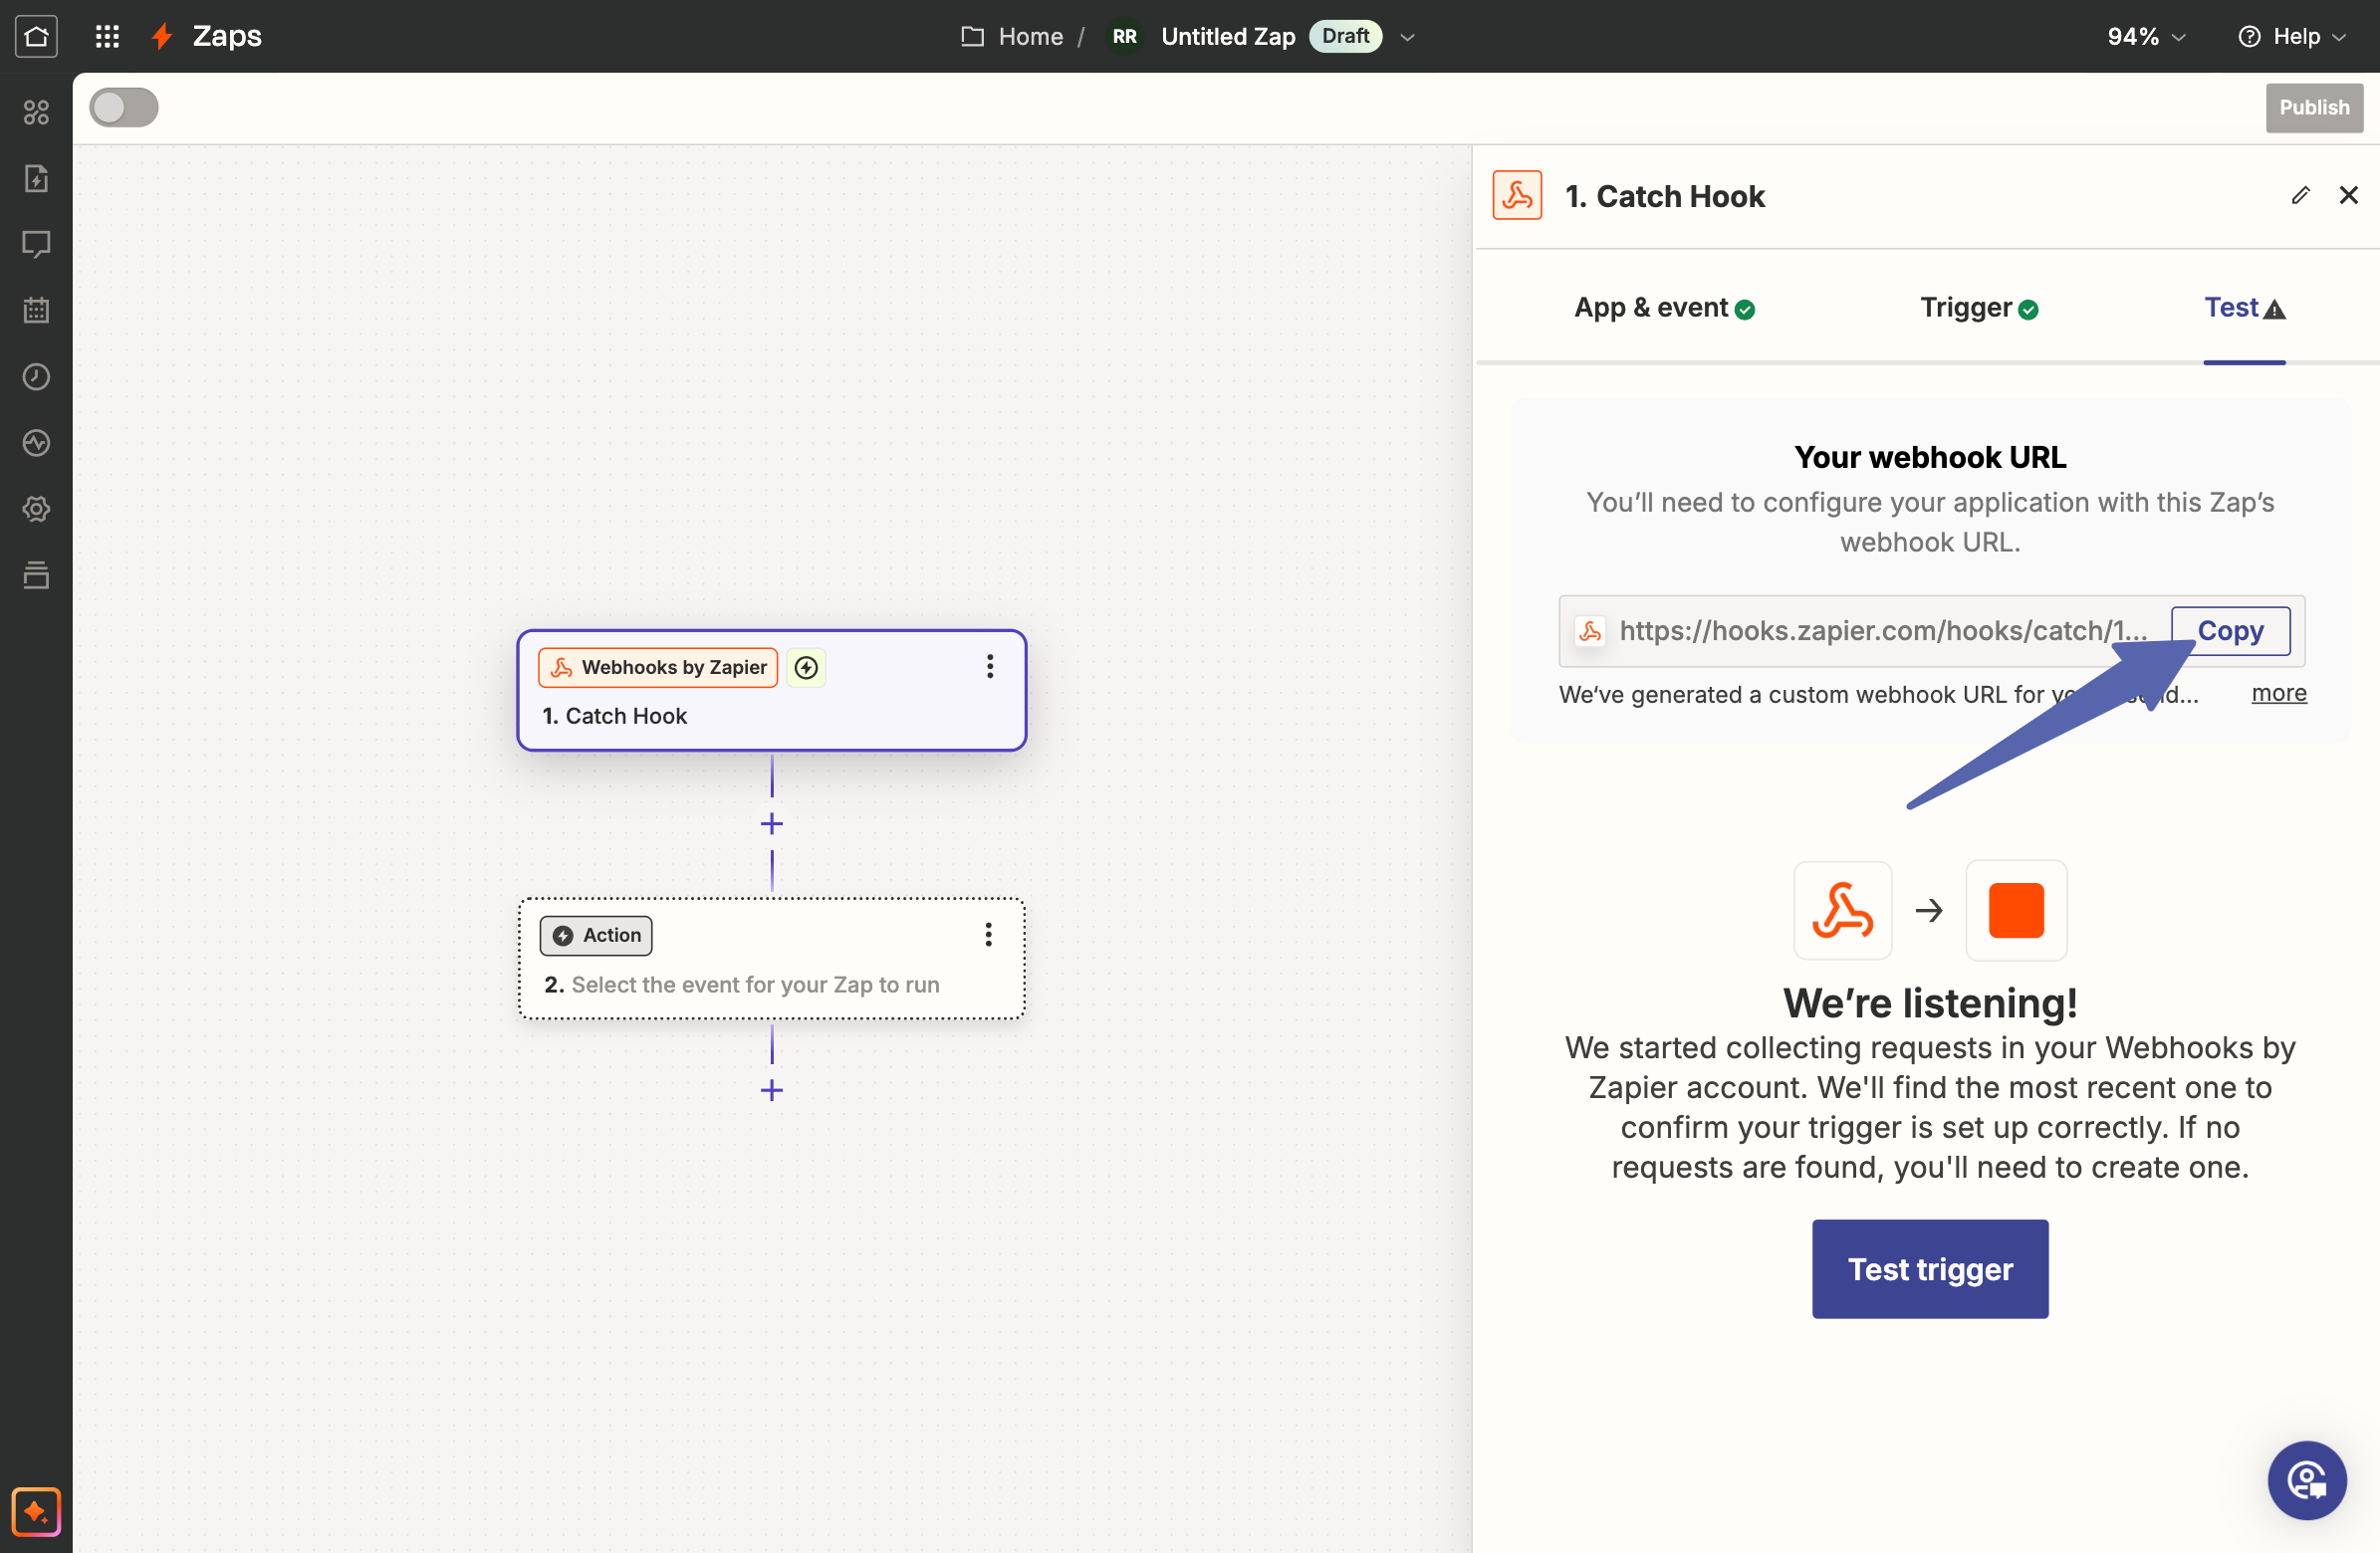 Zaps
Home / RR Untitled Zap Draft
94%
Help
Publish
1. Catch Hook
App & event
Trigger
Test
Your webhook URL
You’ll need to configure your application with this Zap’s
webhook URL.
https://hooks.zapier.com/hooks/catch/1...
Copy
We’ve generated a custom webhook URL for
more
Webhooks by Zapier
1. Catch Hook
Action
2. Select the event for your Zap to run
We’re listening!
We started collecting requests in your Webhooks by
Zapier account. We'll find the most recent one to
confirm your trigger is set up correctly. If no
requests are found, you'll need to create one.
Test trigger